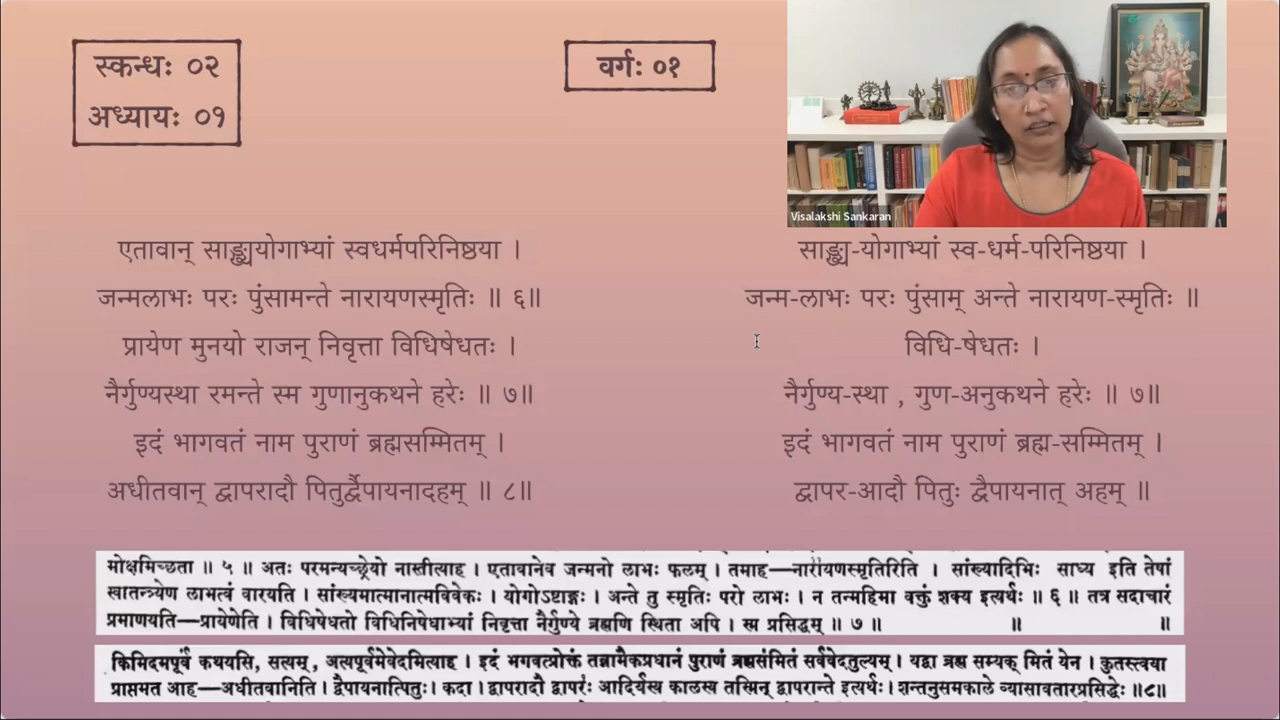 स्कन्धः ०२
अध्यायः ०१
वर्गः ०१
Visalakshi Sankaran
एतावान् साङ्ख्ययोगाभ्यां स्वधर्मपरिनिष्ठया ।
जन्मलाभः परः पुंसामन्ते नारायणस्मृतिः ॥ ६॥
प्रायेण मुनयो राजन् निवृत्ता विधिषेधतः ।
नैर्गुण्यस्था रमन्ते स्म गुणानुकथने हरेः ॥ ७॥
इदं भागवतं नाम पुराणं ब्रह्मसम्मितम् ।
अधीतवान् द्वापरादौ पितुर्द्वैपायनादहम् ॥ ८॥
साङ्ख्य-योगाभ्यां स्व-धर्म-परिनिष्ठया ।
जन्म-लाभः परः पुंसाम् अन्ते नारायण-स्मृतिः ॥
विधि-षेधतः ।
नैर्गुण्य-स्था , गुण-अनुकथने हरेः ॥ ७॥
इदं भागवतं नाम पुराणं ब्रह्म-सम्मितम् ।
द्वापर-आदौ पितुः द्वैपायनात् अहम् ॥
मोक्षमिच्छता ॥ ५ ॥ अतः परमन्यच्छ्रेयो नास्तीत्याह । एतावानेव जन्मनो लाभः फलम् । तमाह—नारायणस्मृतिरिति । सांख्यादिभिः साध्य इति तेषां
स्वातन्त्र्येण लाभत्वं वारयति । सांख्यमात्मानात्मविवेकः । योगोऽष्टाङ्गः । अन्ते तु स्मृतिः परो लाभः । न तन्महिमा वक्तुं शक्य इत्यर्थः ॥ ६ ॥ तत्र सदाचारं
प्रमाणयति—प्रायेणेति । विधिषेधतो विधिनिषेधाभ्यां निवृत्ता नैर्गुण्ये ब्रह्मणि स्थिता अपि । स्म प्रसिद्धम् ॥ ७ ॥ ॥ ॥
किमिदमपूर्वं कथयसि, सत्यम् , अत्यपूर्वमेवेदमित्याह । इदं भगवत्प्रोक्तं तन्नामैकप्रधानं पुराणं ब्रह्मसंमितं सर्ववेदतुल्यम् । यद्वा ब्रह्म सम्यक् मितं येन । कुतस्त्वया
प्राप्तमत आह—अधीतवानिति । द्वैपायनात्पितुः । कदा । द्वापरादौ द्वापरः आदिर्यस्य कालस्य तस्मिन् द्वापरान्ते इत्यर्थः । शन्तनुसमकाले व्यासावतारप्रसिद्धेः ॥८॥